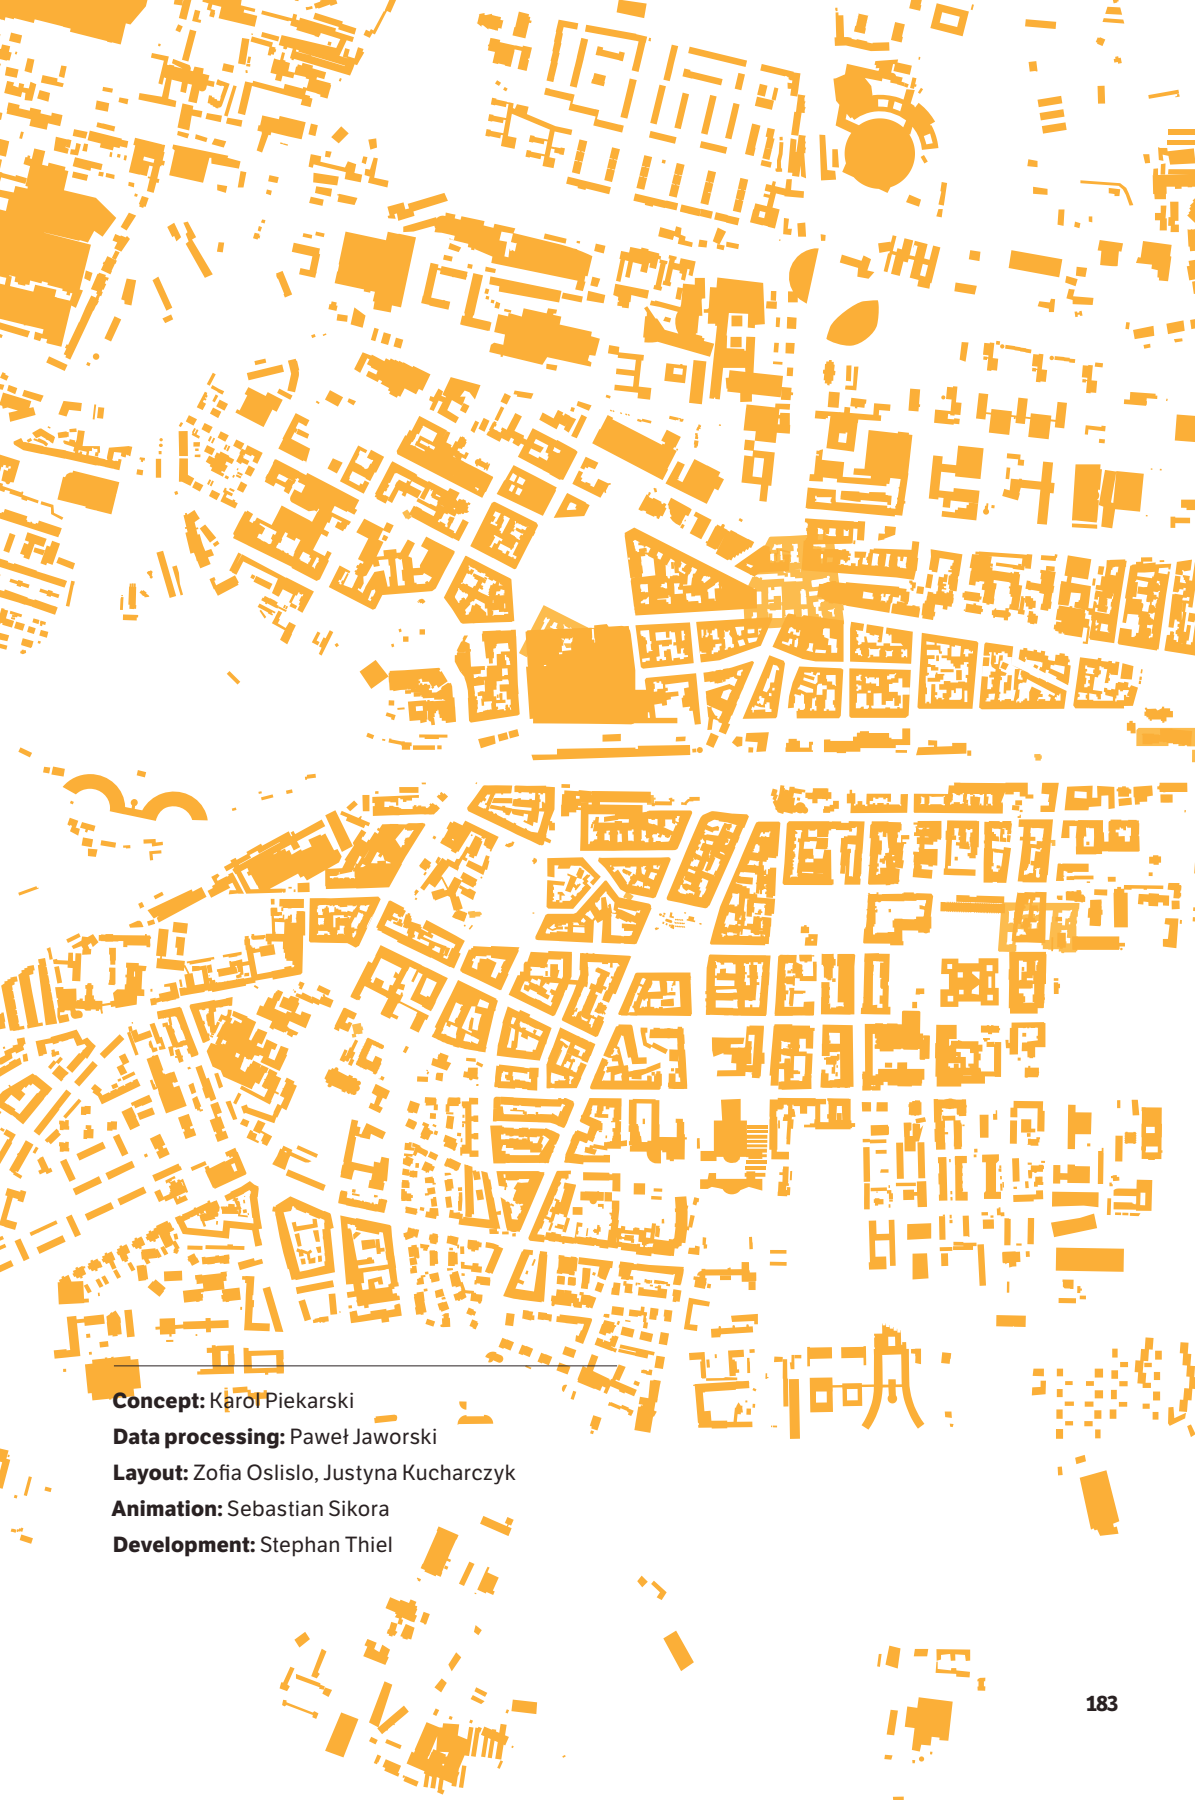 Concept: Karol Piekarski
Data processing: Paweł Jaworski
Layout: Zofia Oslislo, Justyna Kucharczyk
Animation: Sebastian Sikora
Development: Stephan Thiel
183